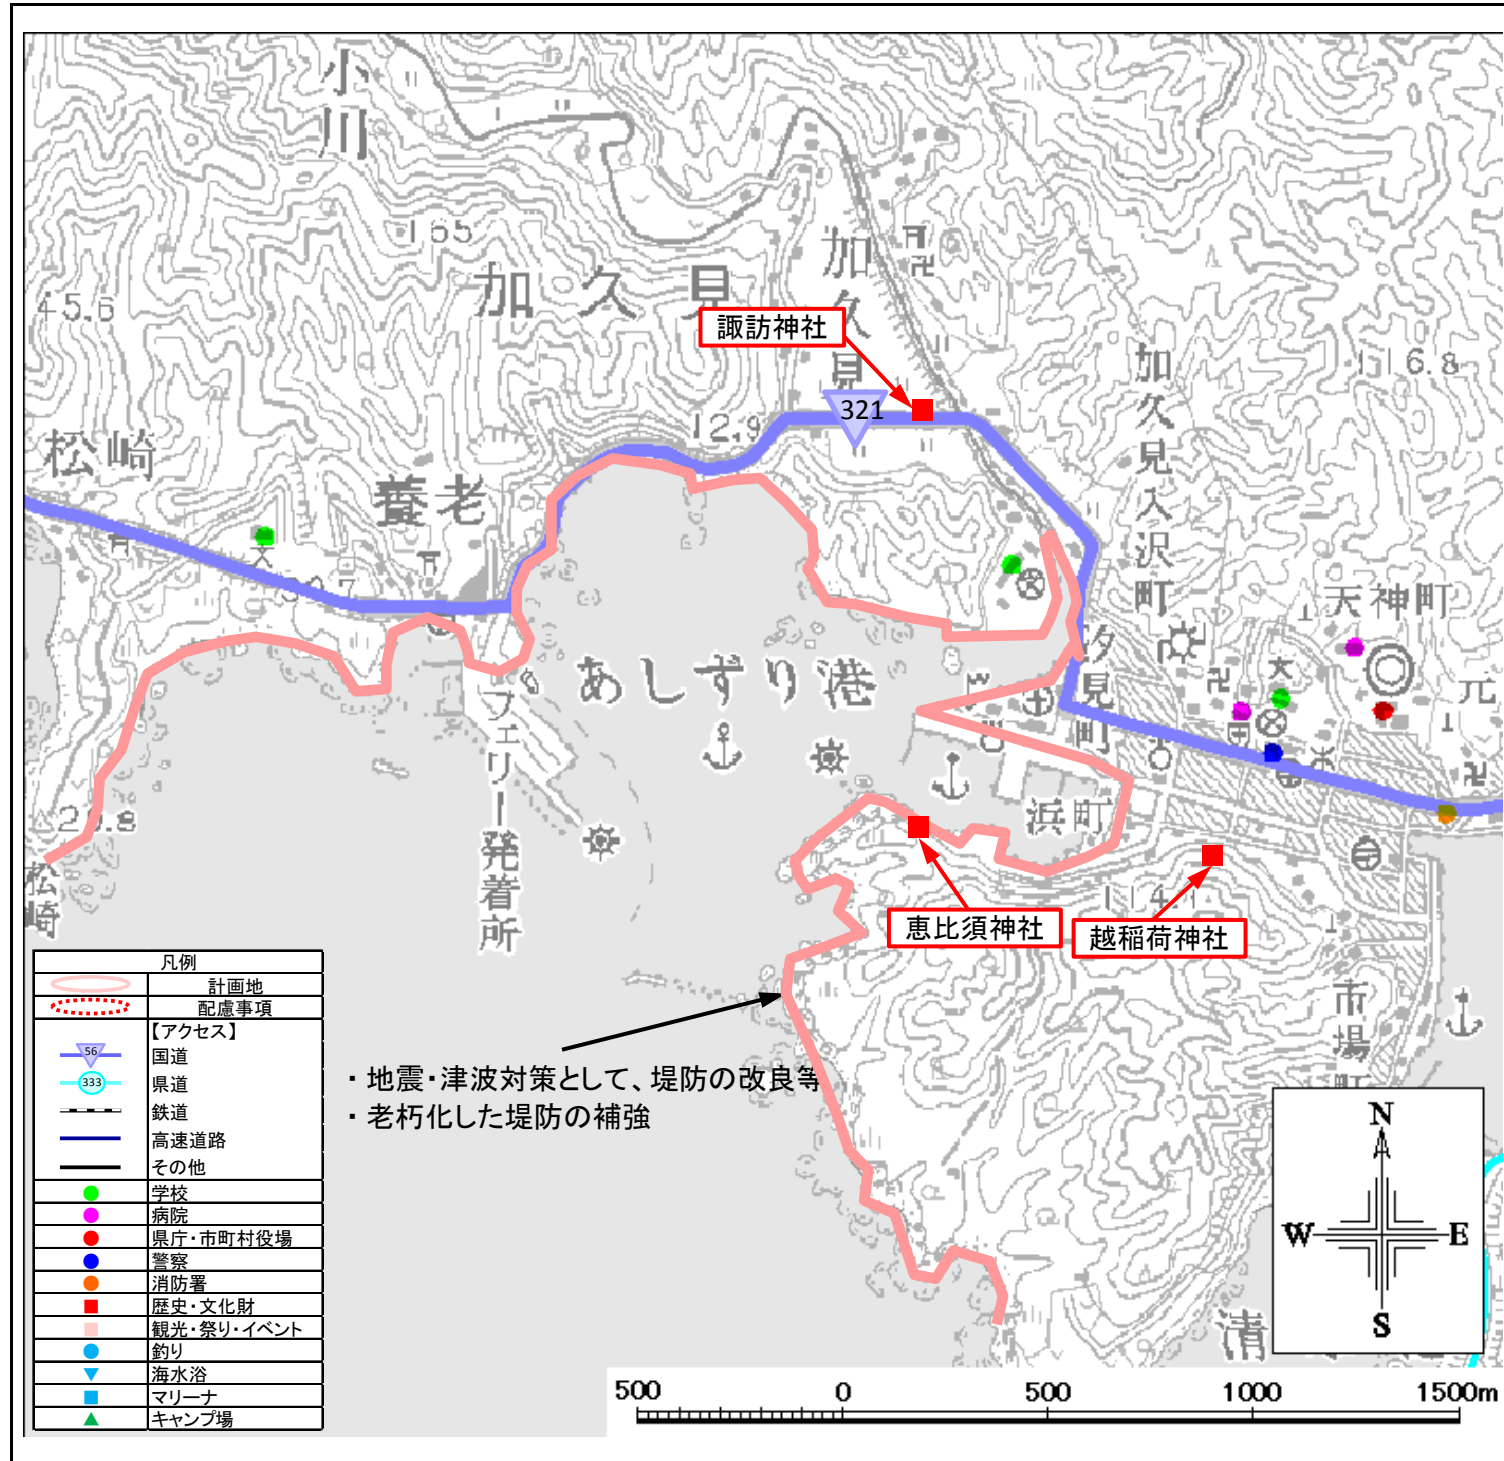 小川
165
加久見
45.6
加久見
諏訪神社
321
12.9
松崎
養老
加久見入沢町
116.8
天神町
元
汐見町
あしずり港
フェリー発着所
浜町
20.8
松崎
恵比須神社
越稲荷神社
市場町
清
・地震・津波対策として、堤防の改良等
・老朽化した堤防の補強
凡例
計画地
配慮事項
【アクセス】
56 国道
333 県道
鉄道
高速道路
その他
学校
病院
県庁・市町村役場
警察
消防署
歴史・文化財
観光・祭り・イベント
釣り
海水浴
マリーナ
キャンプ場
N
W E
S
500 0 500 1000 1500m